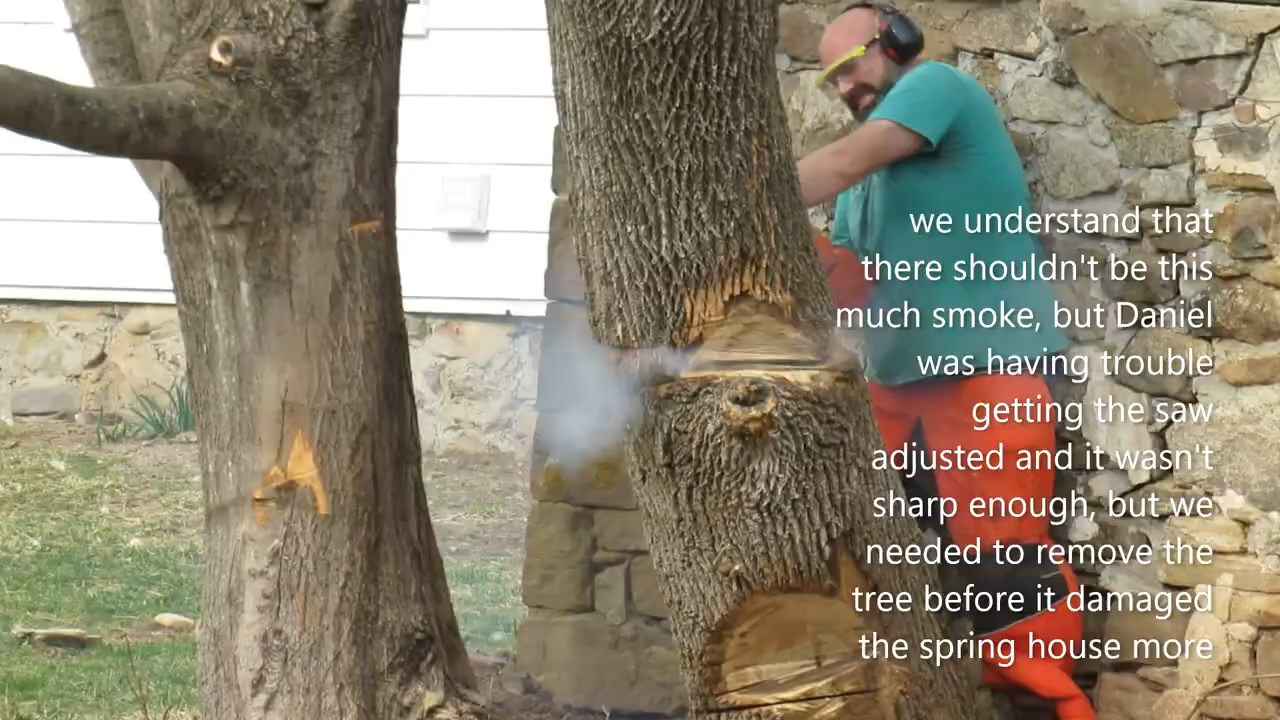 we understand that
there shouldn't be this
much smoke, but Daniel
was having trouble
getting the saw
adjusted and it wasn't
sharp enough, but we
needed to remove the
tree before it damaged
the spring house more